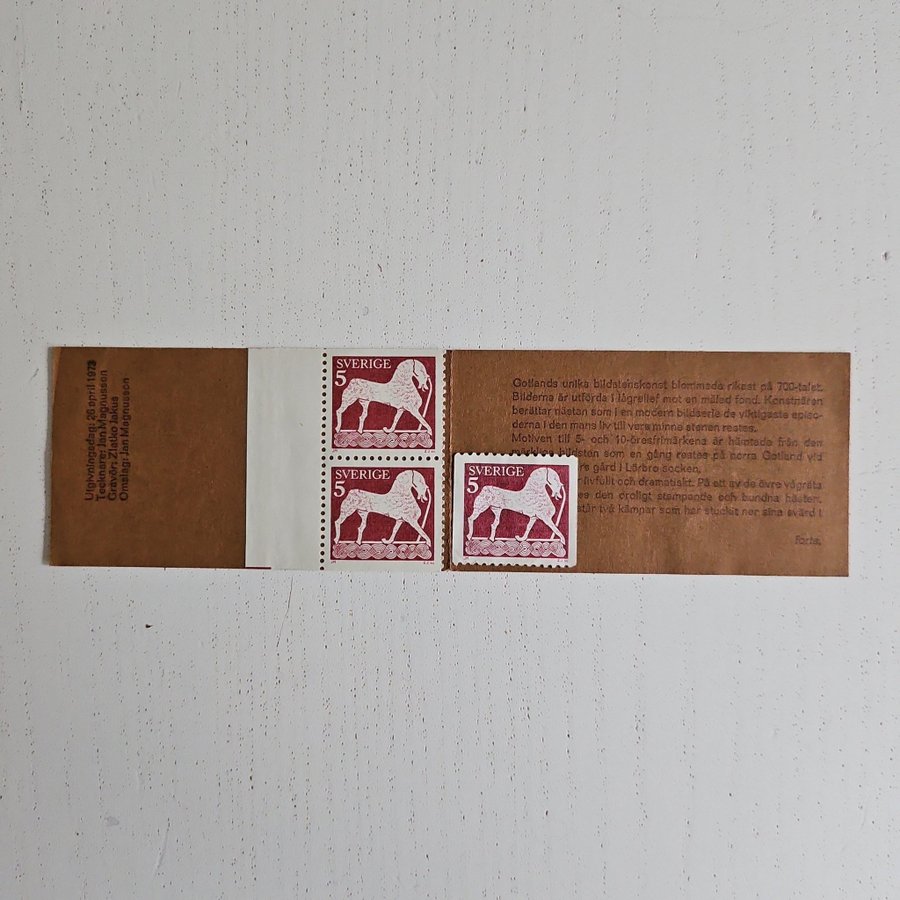 Utgivningsdag: 26 april 1973
Tecknare: Jan Magnusson
Gravör: Zlatko Jakus
Omslag: Jan Magnusson
SVERIGE
5
SVERIGE
5
SVERIGE
5
Gotlands unika bildstenskonst blommade rikast på 700-talet.
Bilderna är utförda i lågrelief mot en målad fond. Konstnären
berättar nästan som i en modern bildserie de viktigaste episo-
derna i den mans liv till vars minne stenen restes.
Motiven till 5- och 10-öresfrimärkena är hämtade från den
bildsten som en gång restes på norra Gotland vid
gård i Lärbro socken.
livfullt och dramatiskt. På ett av de övre vågräta
den oroligt stampande och bundna hästen.
två kämpar som har stuckit ner sina svärd i
Forts.